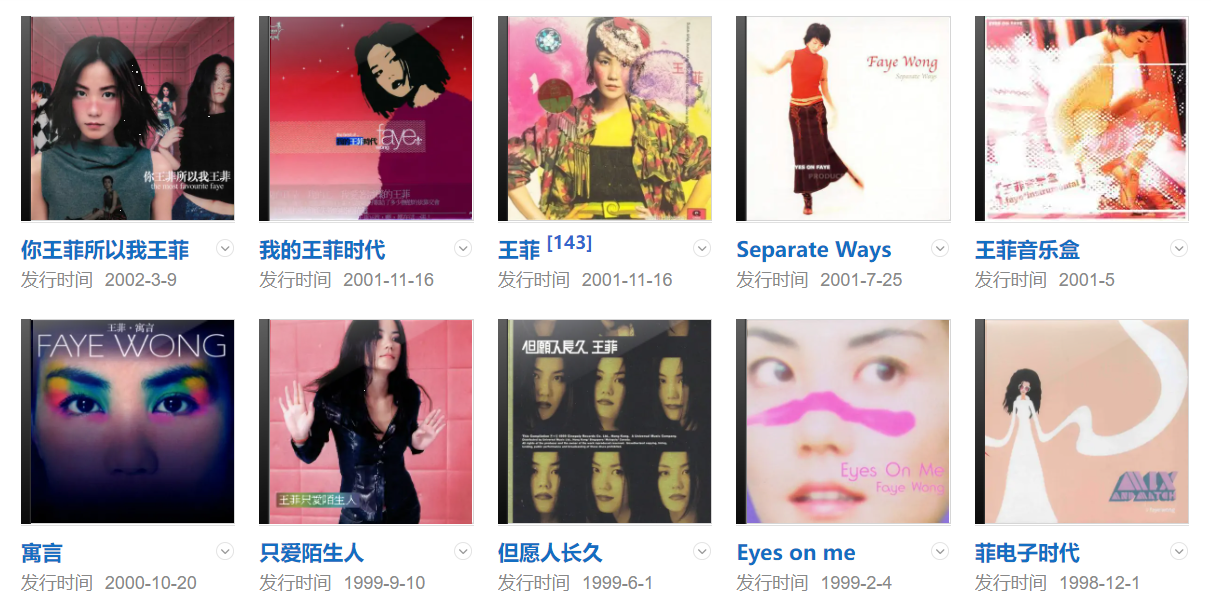 你王菲所以我王菲
the most favourite faye
我的王菲時代
faye
wong
王
菲
Faye Wong
Separate Ways
EYES ON FAYE
PRODUCT
王菲音乐盒
faye instrumental
你王菲所以我王菲
我的王菲时代
王菲 [143]
Separate Ways
王菲音乐盒
发行时间 2002-3-9
发行时间 2001-11-16
发行时间 2001-11-16
发行时间 2001-7-25
发行时间 2001-5
王菲·寓言
FAYE WONG
王菲只爱陌生人
但願人長久 王菲
Eyes On Me
Faye Wong
MIX
AND MATCH
寓言
只爱陌生人
但愿人长久
Eyes on me
菲电子时代
发行时间 2000-10-20
发行时间 1999-9-10
发行时间 1999-6-1
发行时间 1999-2-4
发行时间 1998-12-1